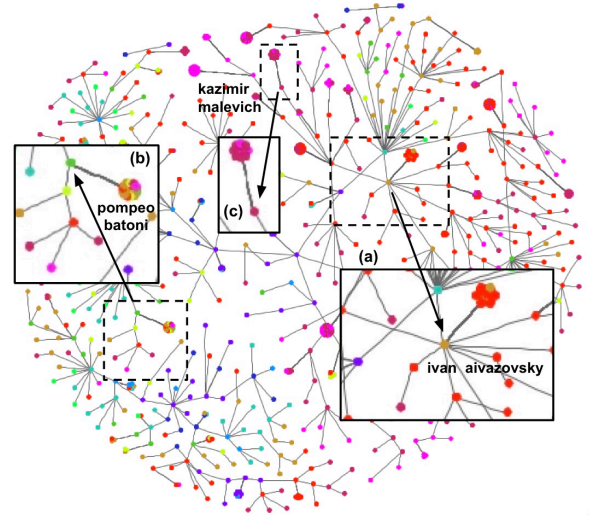 kazimir
malevich
(b)
pompeo
batoni
(c)
(a)
ivan aivazovsky